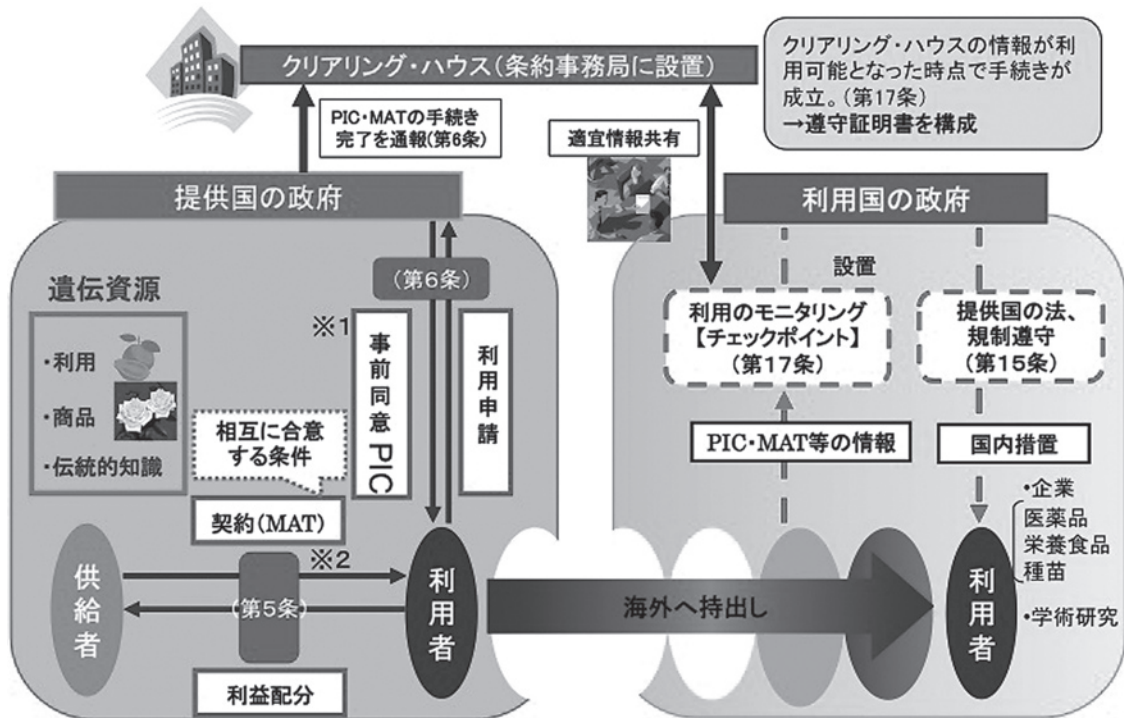 クリアリング・ハウス(条約事務局に設置)
クリアリング・ハウスの情報が利
用可能となった時点で手続きが
成立。(第17条)
→遵守証明書を構成
PIC・MATの手続き
完了を通報(第6条)
適宜情報共有
提供国の政府
利用国の政府
(第6条)
設置
遺伝資源
・利用
・商品
・伝統的知識
※1
事前同意 PIC
利用申請
相互に合意
する条件
契約(MAT)
利用のモニタリング
【チェックポイント】
(第17条)
提供国の法、
規制遵守
(第15条)
PIC・MAT等の情報
国内措置
※2
供給者
(第5条)
利用者
利益配分
海外へ持出し
利用者
・企業
医薬品
栄養食品
種苗
・学術研究